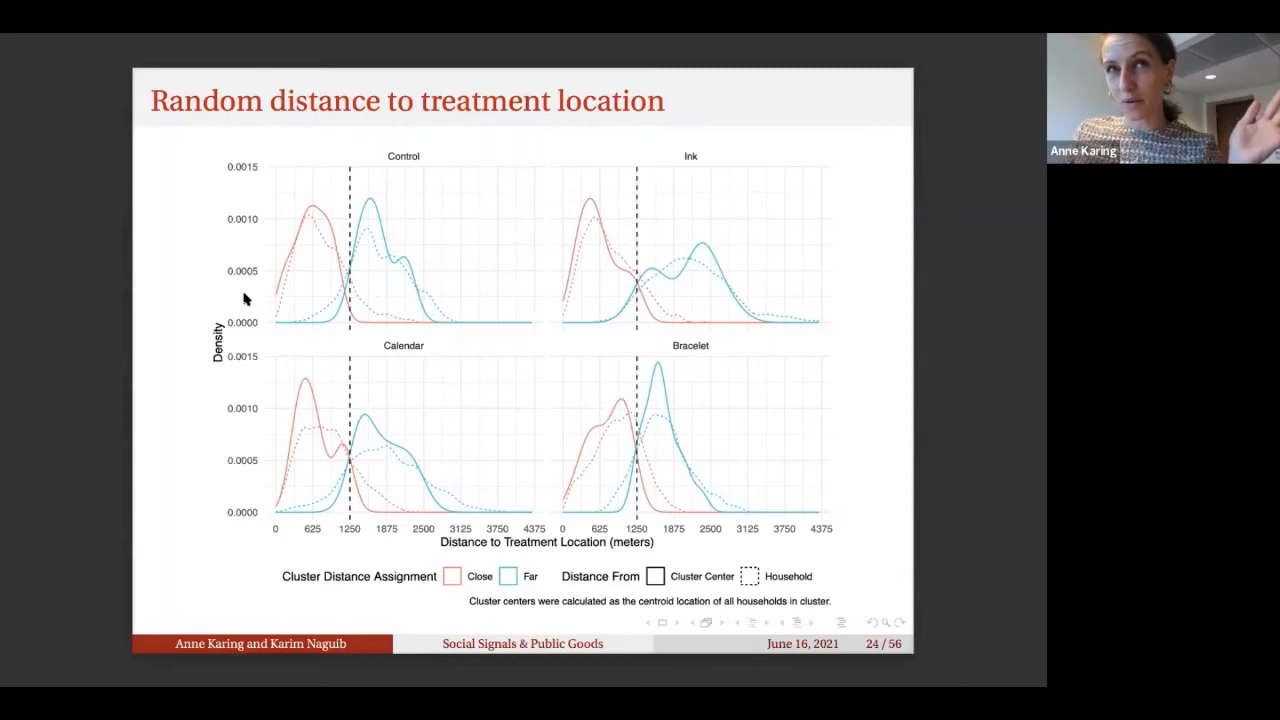 Random distance to treatment location
Anne Karing
Control
Ink
0.0015
0.0010
0.0005
0.0000
Density
Calendar
Bracelet
0.0015
0.0010
0.0005
0.0000
0 625 1250 1875 2500 3125 3750 4375 0 625 1250 1875 2500 3125 3750 4375
Distance to Treatment Location (meters)
Cluster Distance Assignment Close Far Distance From Cluster Center Household
Cluster centers were calculated as the centroid location of all households in cluster.
Anne Karing and Karim Naguib Social Signals & Public Goods June 16, 2021 24 / 56